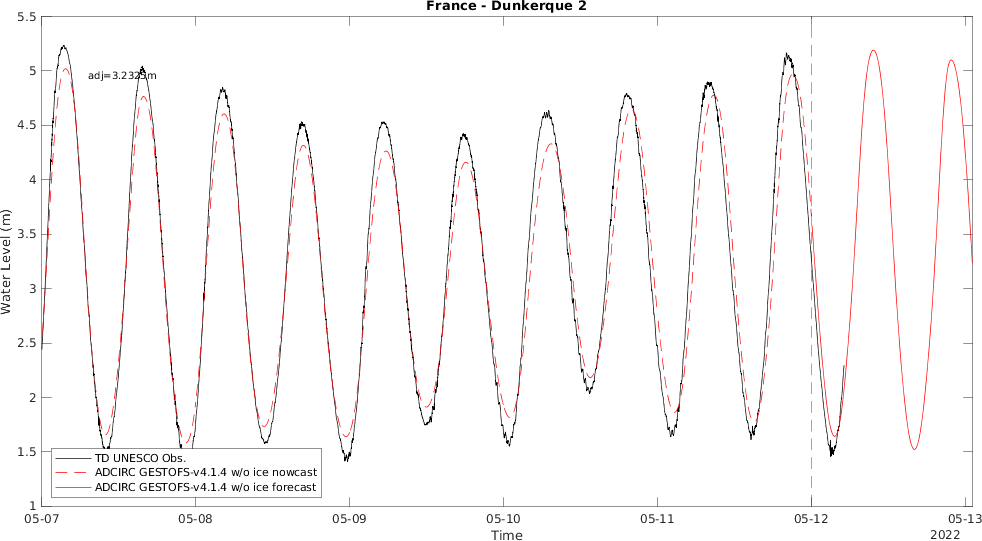 France - Dunkerque 2
5.5
5
4.5
4
3.5
3
2.5
2
1.5
1
Water Level (m)
adj=3.2325m
TD UNESCO Obs.
ADCIRC GESTOFS-v4.1.4 w/o ice nowcast
ADCIRC GESTOFS-v4.1.4 w/o ice forecast
05-07 05-08 05-09 05-10 05-11 05-12 05-13
Time
2022